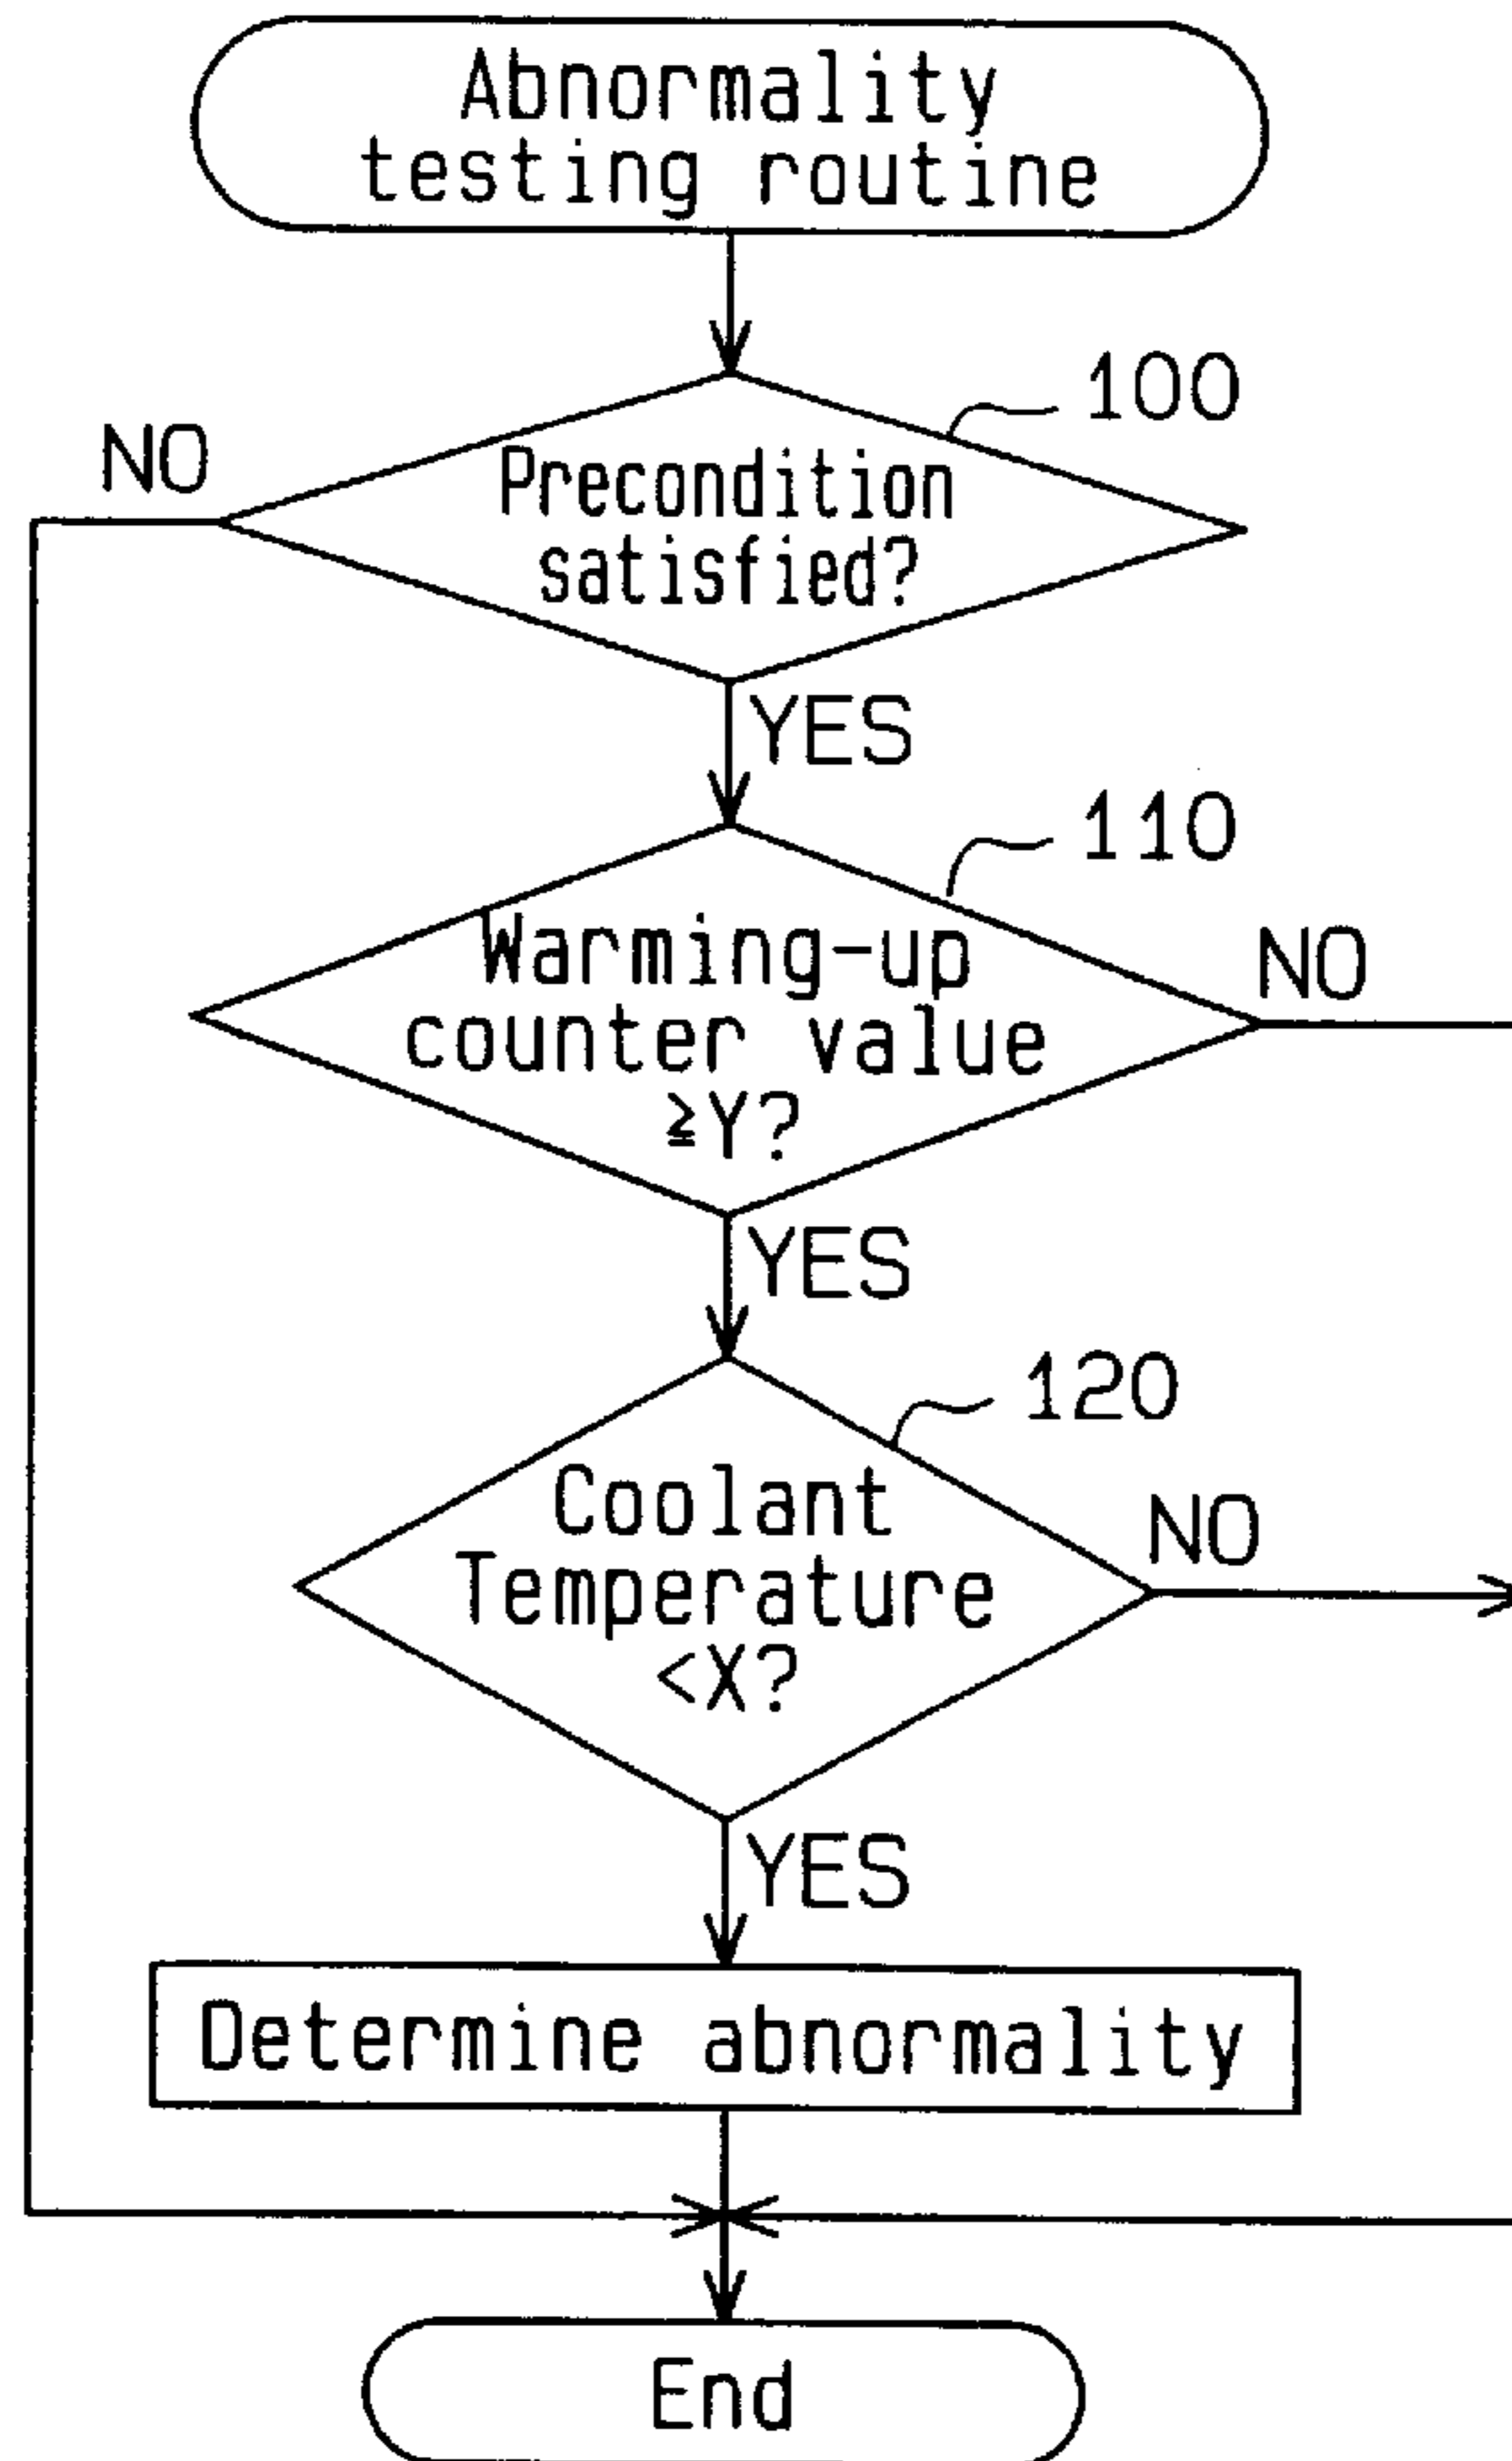 Abnormality
testing routine
100
NO
Precondition
satisfied?
YES
110
Warming-up
NO
counter value
≧Y?
YES
120
Coolant
NO
Temperature
<X?
YES
Determine abnormality
End